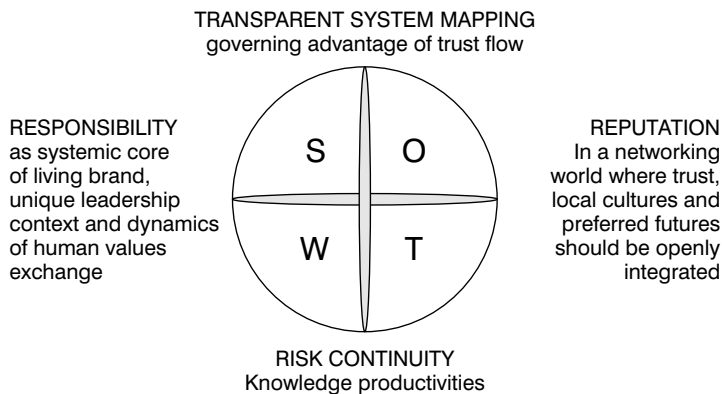 TRANSPARENT SYSTEM MAPPING
governing advantage of trust flow
RESPONSIBILITY
as systemic core
of living brand,
unique leadership
context and dynamics
of human values
exchange
S
O
W
T
REPUTATION
In a networking
world where trust,
local cultures and
preferred futures
should be openly
integrated
RISK CONTINUITY
Knowledge productivities